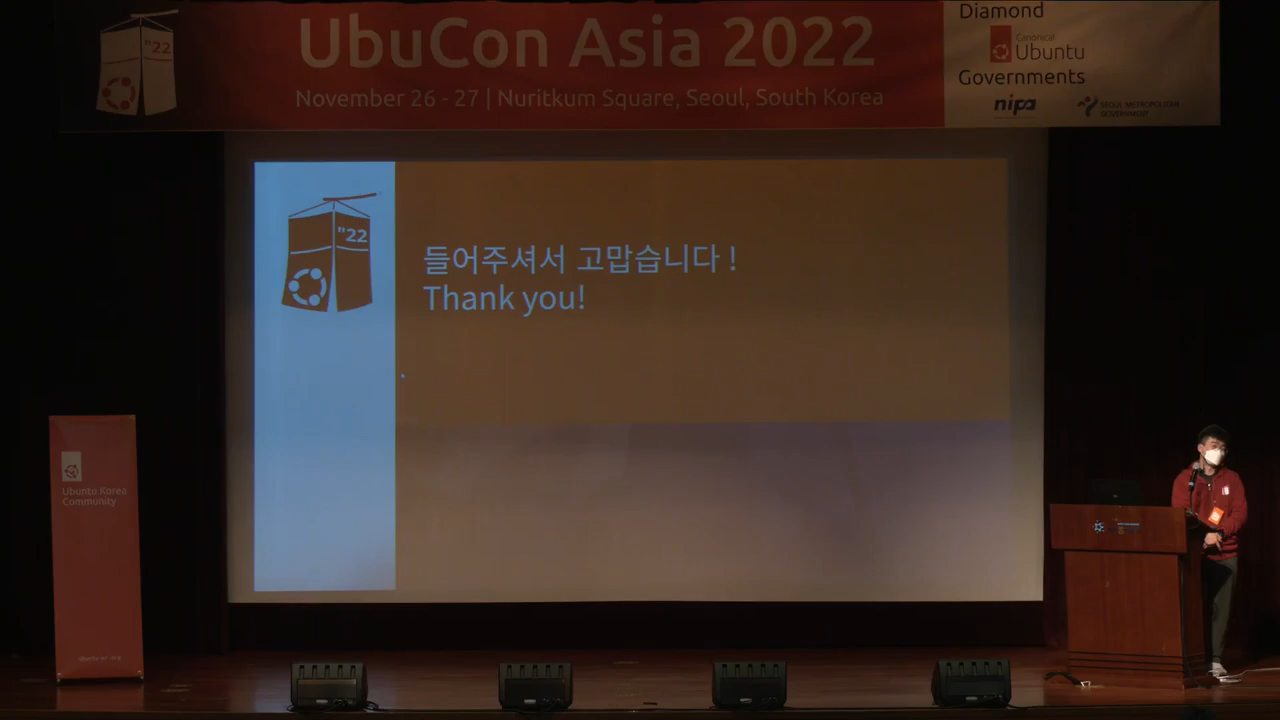 "22
UbuCon Asia 2022
November 26 - 27 | Nuritkum Square, Seoul, South Korea
Diamond
Canonical
Ubuntu
Governments
nipa
SEOUL METROPOLITAN
GOVERNMENT
"22
들어주셔서 고맙습니다 !
Thank you!
Ubuntu Korea
Community